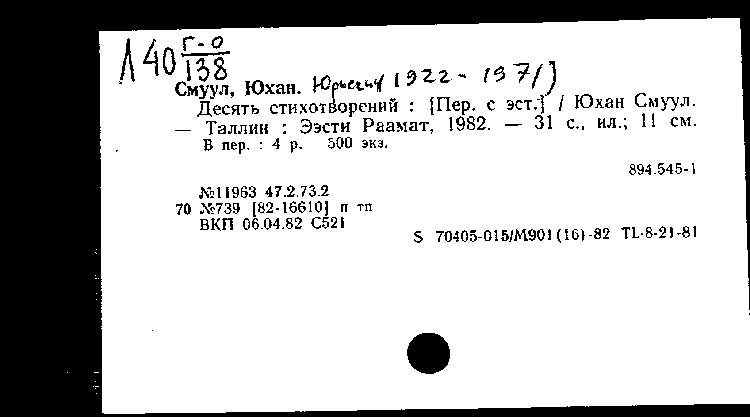 Л40 Г-0
138
Смуул, Юхан. Юрьевич (1922 - 1971)
Десять стихотворений : [Пер. с эст.] / Юхан Смуул.
— Таллин : Ээсти Раамат, 1982. — 31 с., ил.; 11 см.
В пер. : 4 р. 500 экз.
894.545-1
№11963 47.2.73.2
70 №739 [82-16610] п тп
ВКП 06.04.82 С521
S 70405-015/М901(16)-82 TL-8-21-81